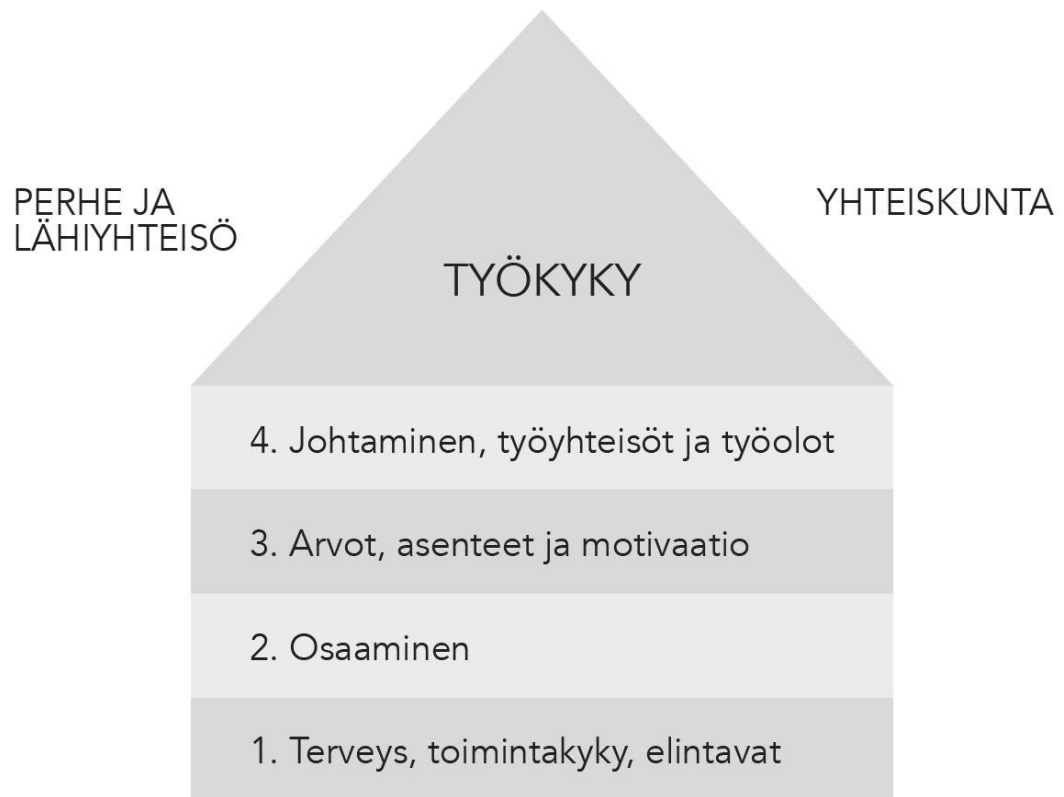 PERHE JA
LÄHIYHTEISÖ
YHTEISKUNTA
TYÖKYKY
4. Johtaminen, työyhteisöt ja työolot
3. Arvot, asenteet ja motivaatio
2. Osaaminen
1. Terveys, toimintakyky, elintavat